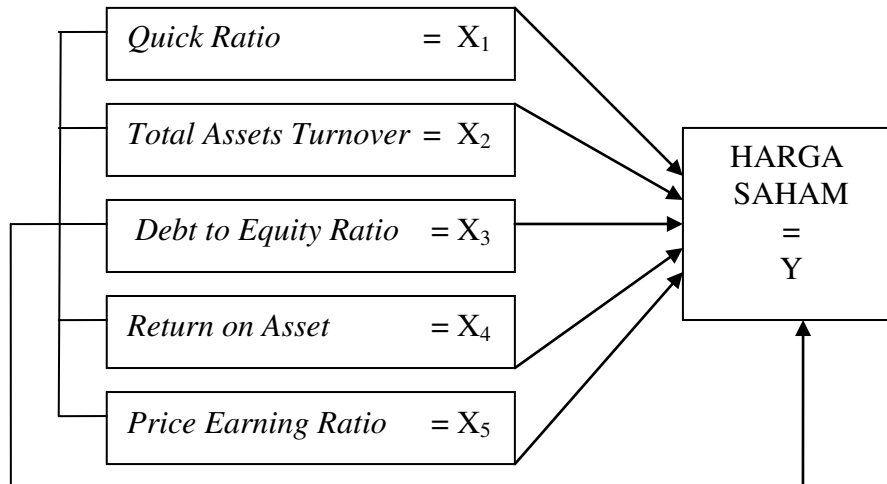 Quick Ratio = X₁
Total Assets Turnover = X₂
Debt to Equity Ratio = X₃
Return on Asset = X₄
Price Earning Ratio = X₅
HARGA
SAHAM
=
Y